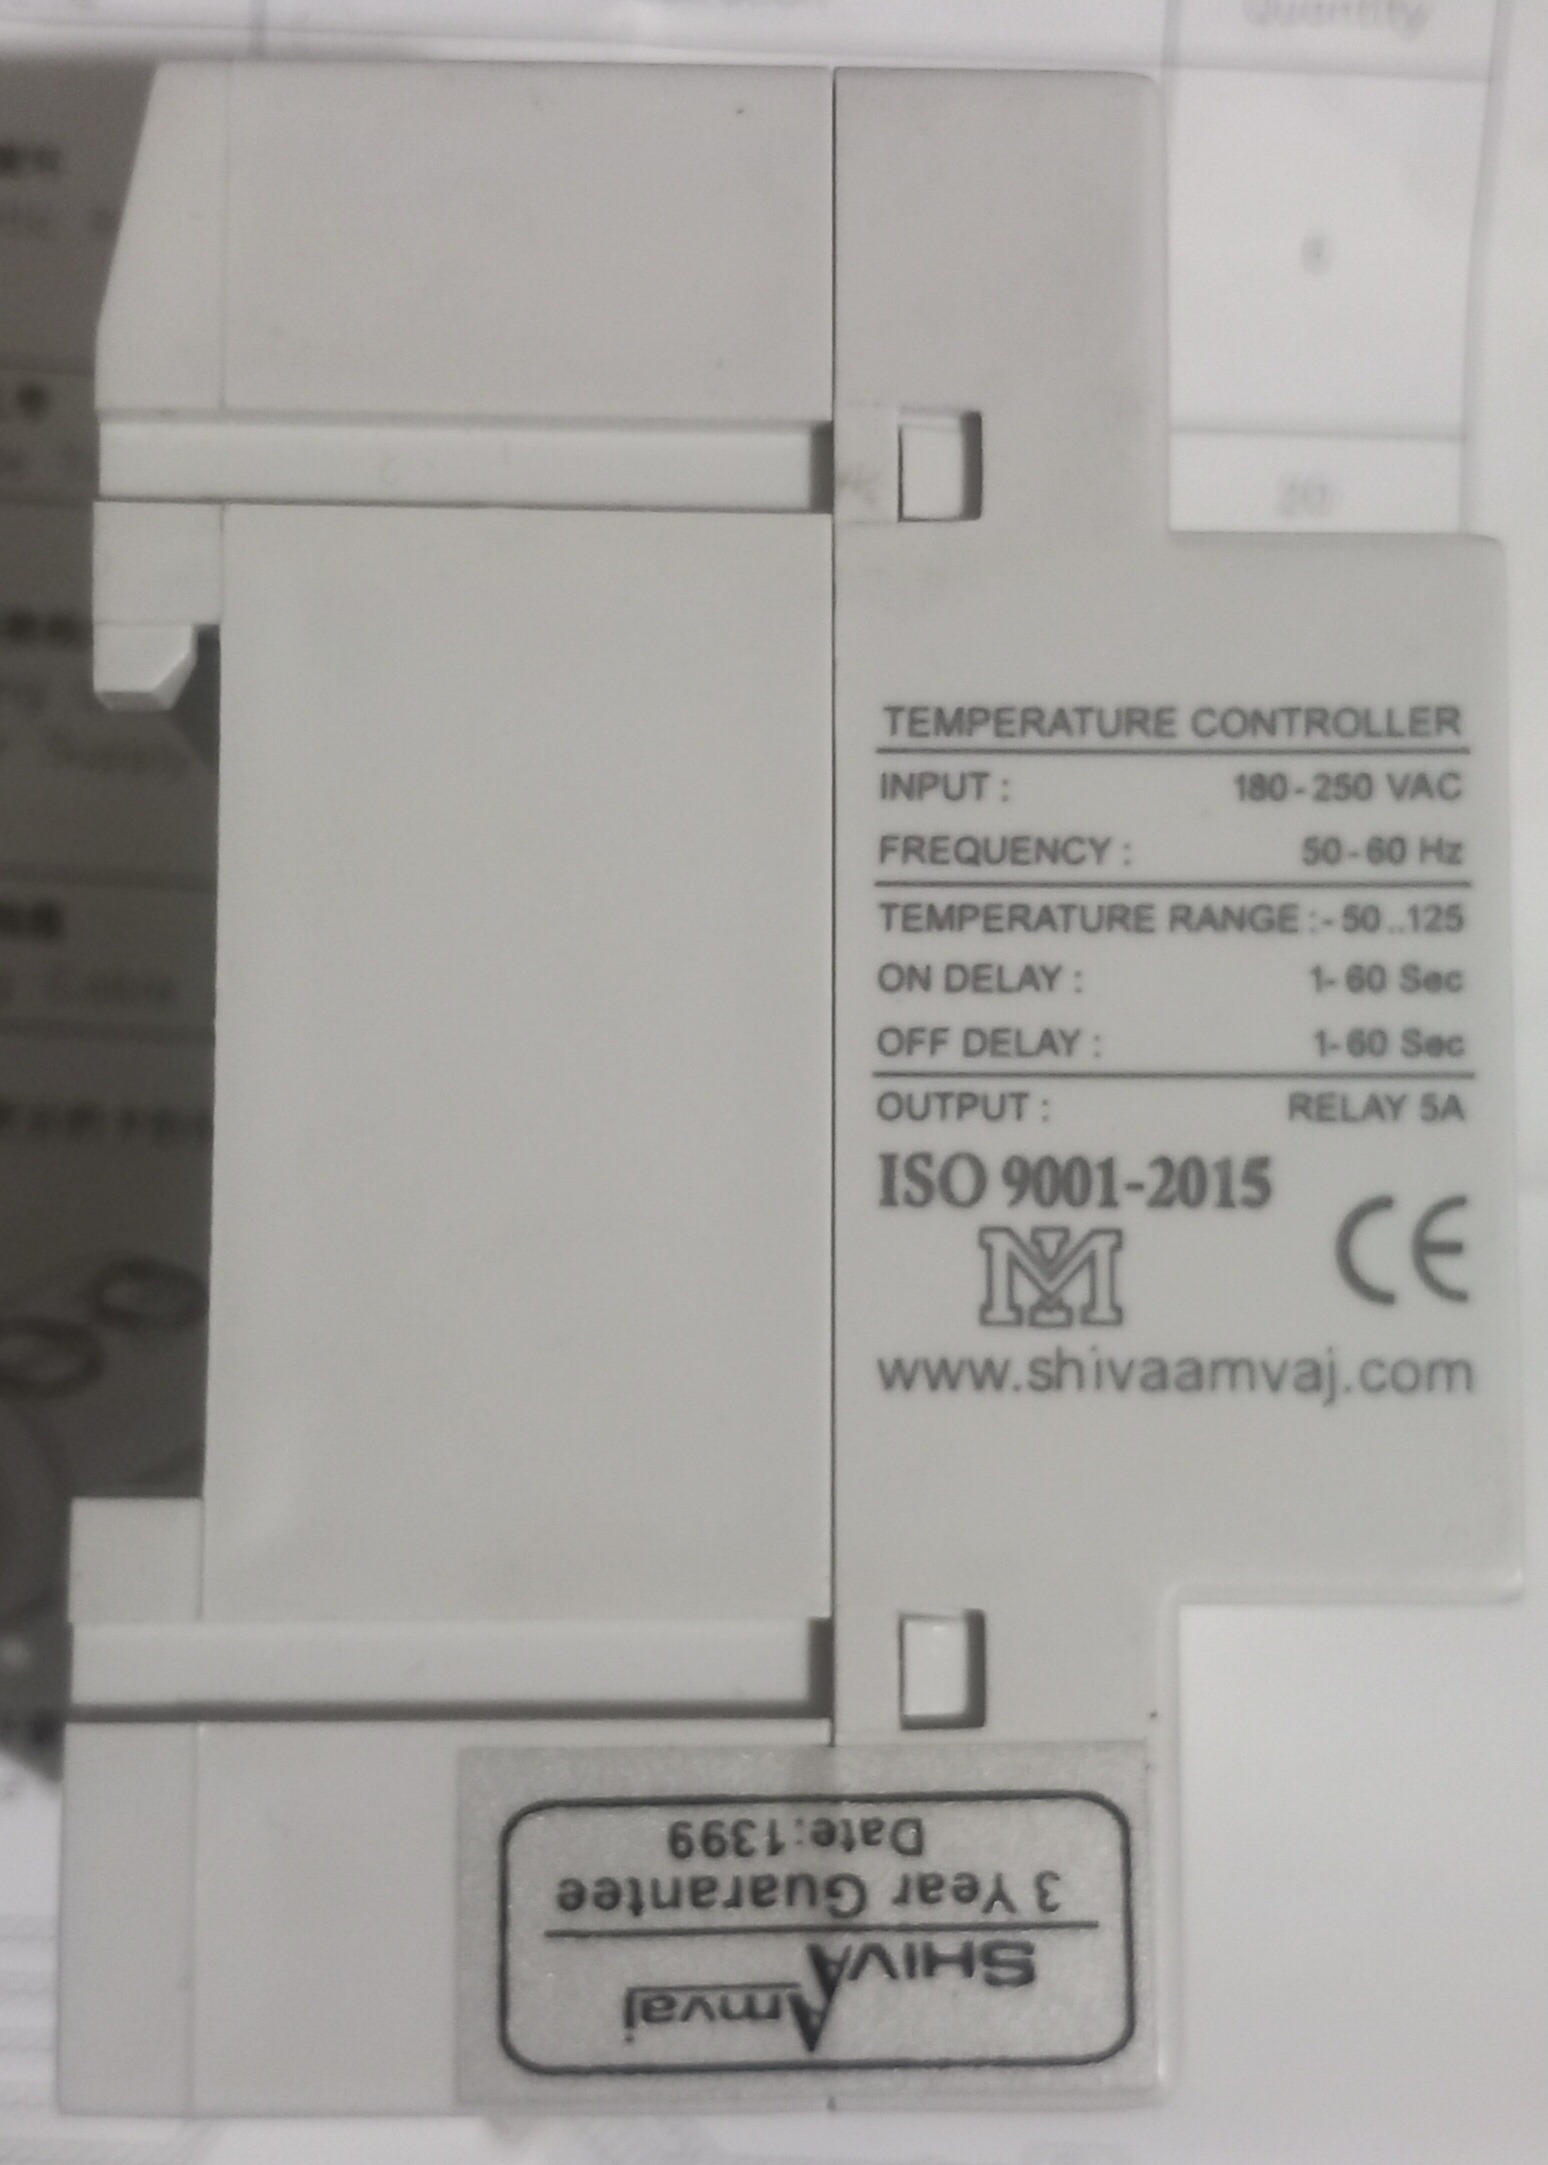 Quantity
20
TEMPERATURE CONTROLLER
INPUT : 180-250 VAC
FREQUENCY : 50-60 Hz
TEMPERATURE RANGE :- 50 ..125
ON DELAY : 1- 60 Sec
OFF DELAY : 1- 60 Sec
OUTPUT : RELAY 5A
ISO 9001-2015
CE
www.shivaamvaj.com
SHIVA
Amvaj
3 Year Guarantee
Date:1399